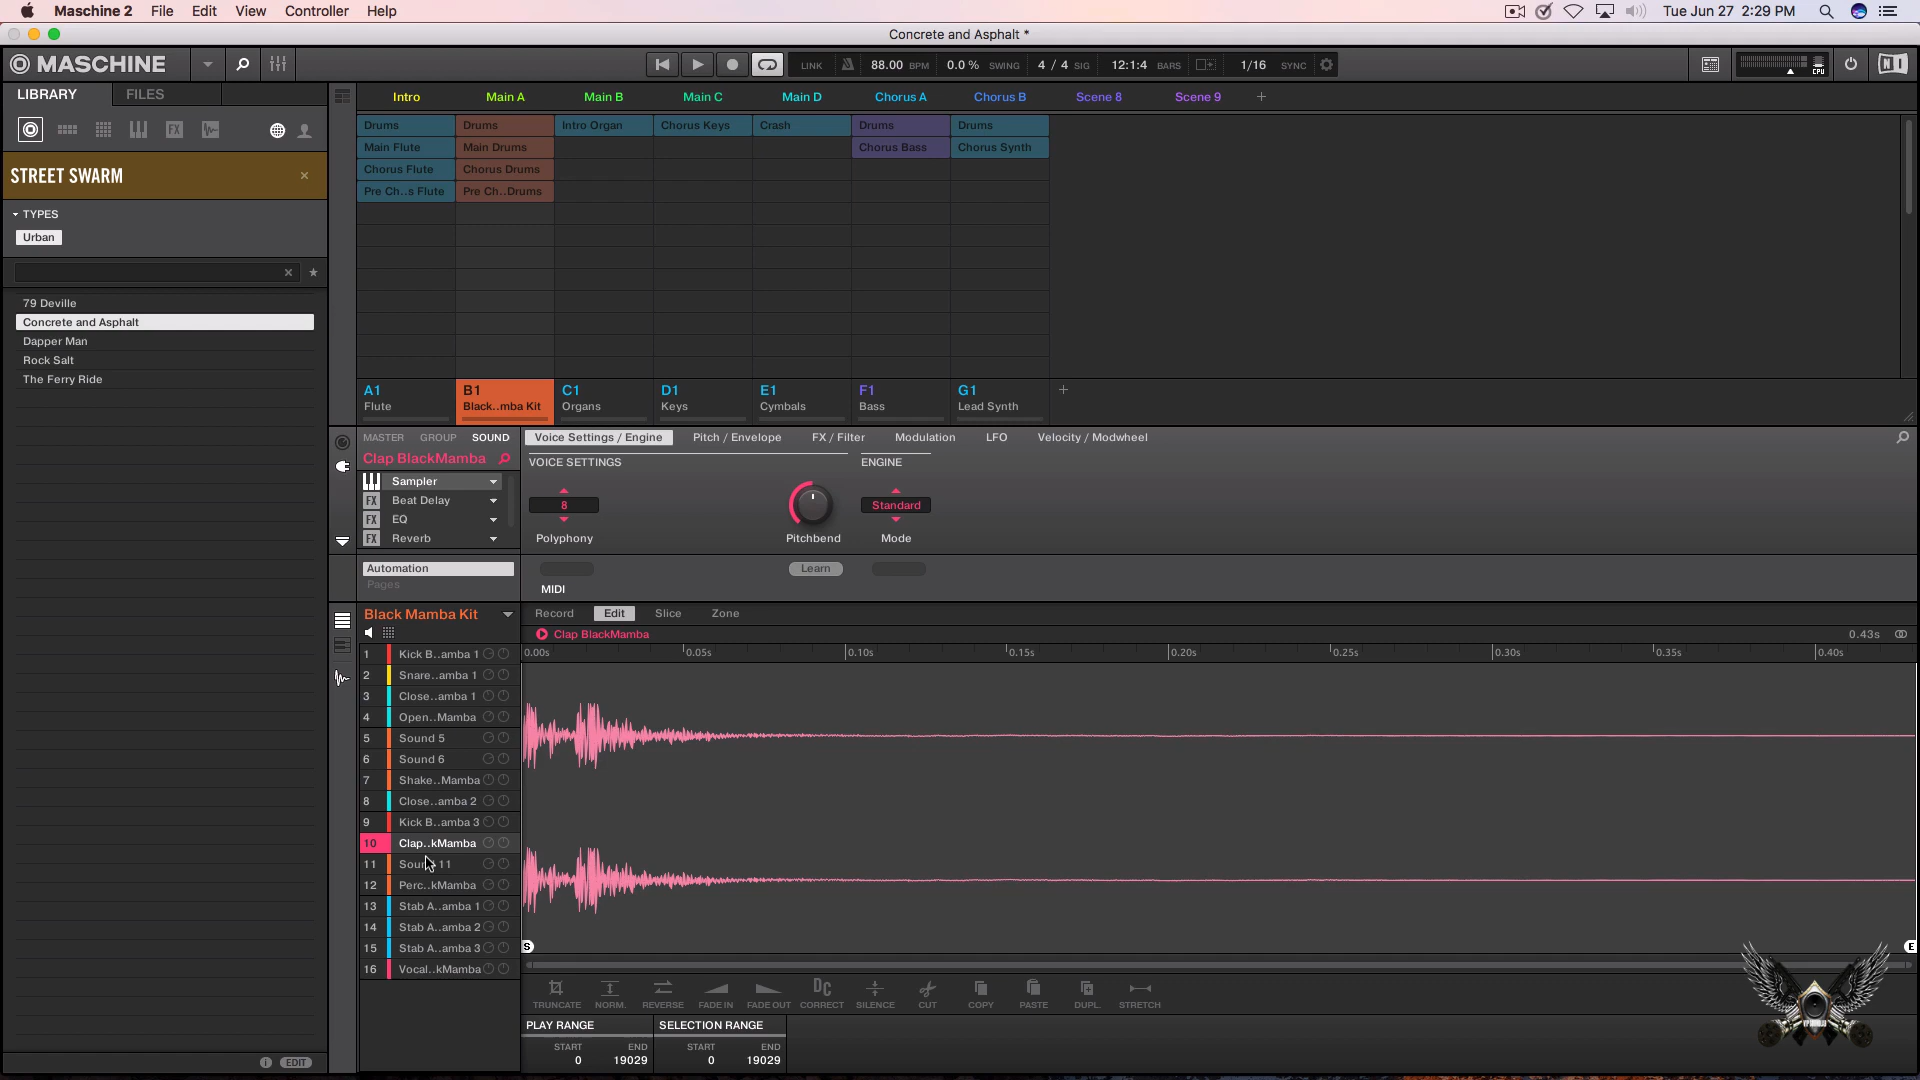 Maschine 2 File Edit View Controller Help Tue Jun 27 2:29 PM
Concrete and Asphalt *
MASCHINE LINK 88.00 BPM 0.0 % SWING 4 / 4 SIG 12:1:4 BARS 1/16 SYNC CPU
LIBRARY FILES
Intro Main A Main B Main C Main D Chorus A Chorus B Scene 8 Scene 9 +
Drums Drums Intro Organ Chorus Keys Crash Drums Drums
Main Flute Main Drums Chorus Bass Chorus Synth
Chorus Flute Chorus Drums
Pre Ch..s Flute Pre Ch..Drums
FX
STREET SWARM
TYPES
Urban
79 Deville
Concrete and Asphalt
Dapper Man
Rock Salt
The Ferry Ride
A1 B1 C1 D1 E1 F1 G1 +
Flute Black..mba Kit Organs Keys Cymbals Bass Lead Synth
MASTER GROUP SOUND Voice Settings / Engine Pitch / Envelope FX / Filter Modulation LFO Velocity / Modwheel
Clap BlackMamba VOICE SETTINGS ENGINE
Sampler
FX Beat Delay 8 Standard
FX EQ
FX Reverb Polyphony Pitchbend Mode
Automation Learn
Pages MIDI
Black Mamba Kit Record Edit Slice Zone
Clap BlackMamba 0.43s
0.00s 0.05s 0.10s 0.15s 0.20s 0.25s 0.30s 0.35s 0.40s
1 Kick B..amba 1
2 Snare..amba 1
3 Close..amba 1
4 Open..Mamba
5 Sound 5
6 Sound 6
7 Shake..Mamba
8 Close..amba 2
9 Kick B..amba 3
10 Clap..kMamba
11 Sound 11
12 Perc..kMamba
13 Stab A..amba 1
14 Stab A..amba 2
15 Stab A..amba 3
16 Vocal..kMamba
S E
TRUNCATE NORM. REVERSE FADE IN FADE OUT DC CORRECT SILENCE CUT COPY PASTE DUPL. STRETCH
PLAY RANGE SELECTION RANGE
START END START END
0 19029 0 19029
i EDIT